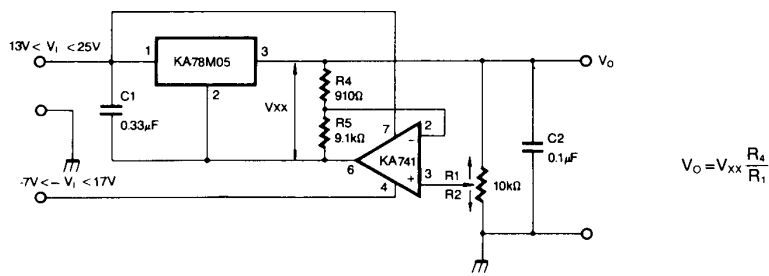 13V < VI < 25V
1
KA78M05
3
2
C1
0.33µF
VXX
R4
910Ω
R5
9.1kΩ
7
2
-
KA741
6
+
3
4
R1
R2
10kΩ
C2
0.1µF
VO
-7V < - VI < 17V
VO = VXX R4
R1